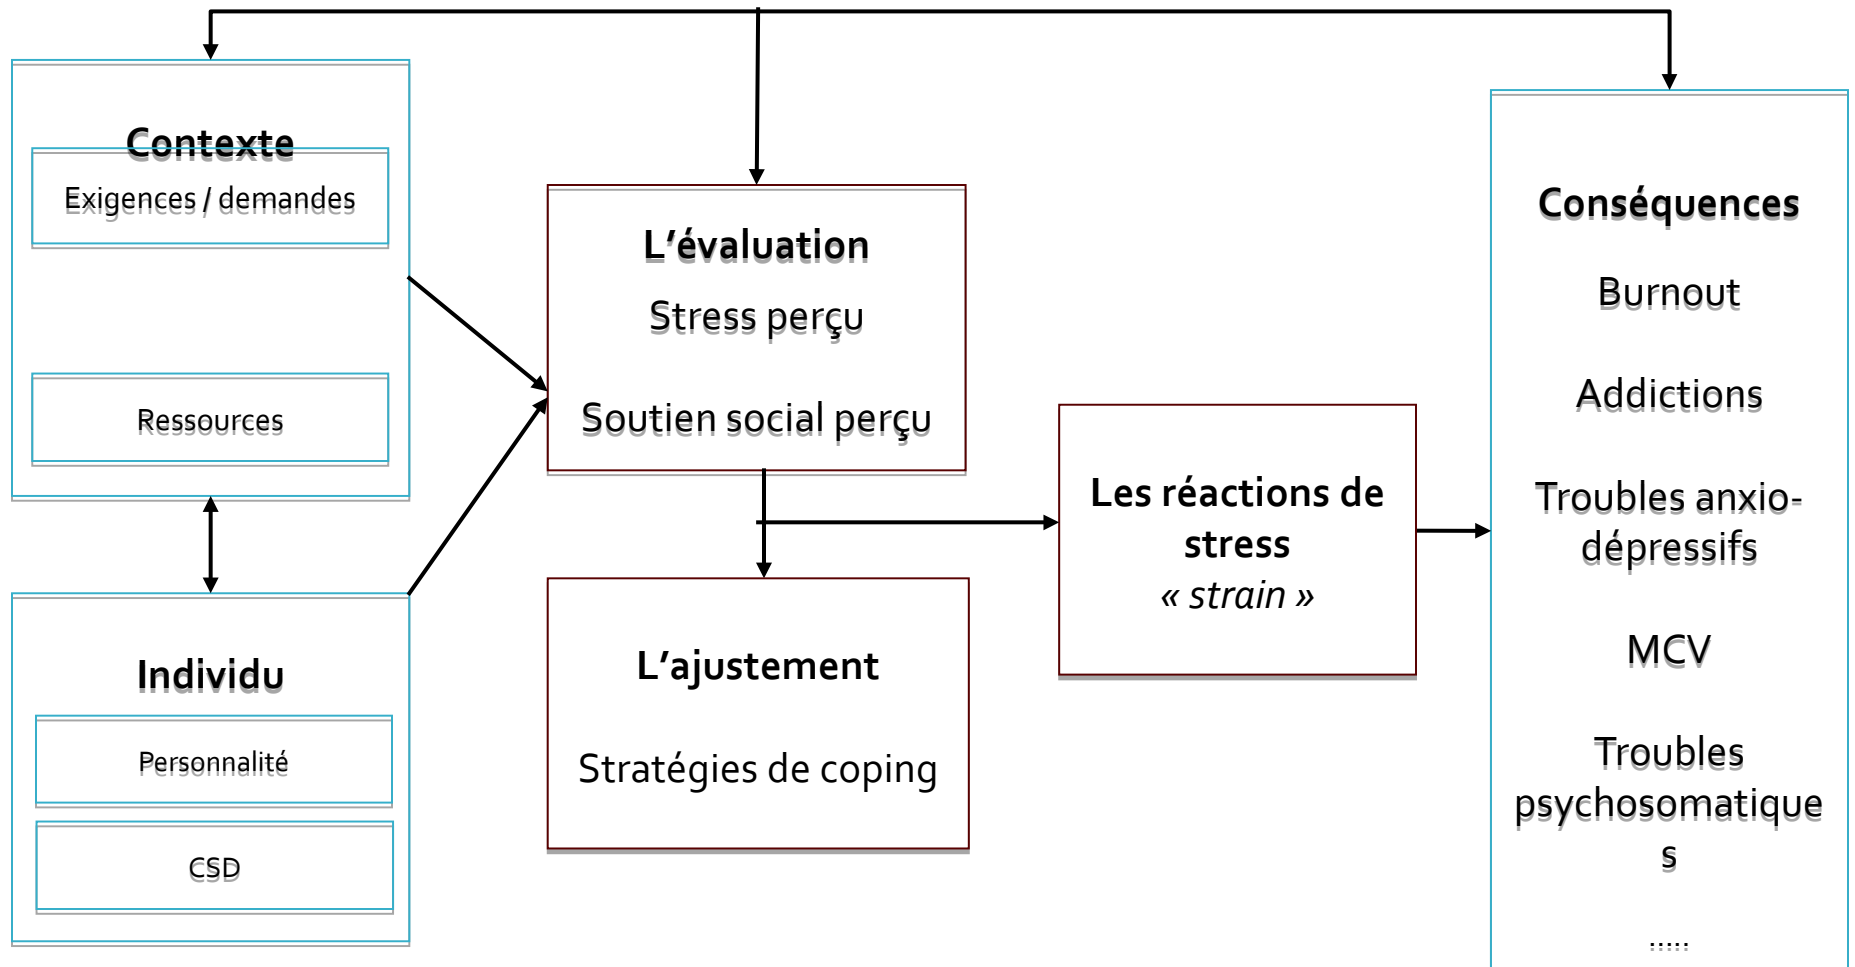 Contexte
Exigences / demandes
Ressources
Individu
Personnalité
CSD
L’évaluation
Stress perçu
Soutien social perçu
L’ajustement
Stratégies de coping
Les réactions de
stress
« strain »
Conséquences
Burnout
Addictions
Troubles anxio-
dépressifs
MCV
Troubles
psychosomatique
s
.....